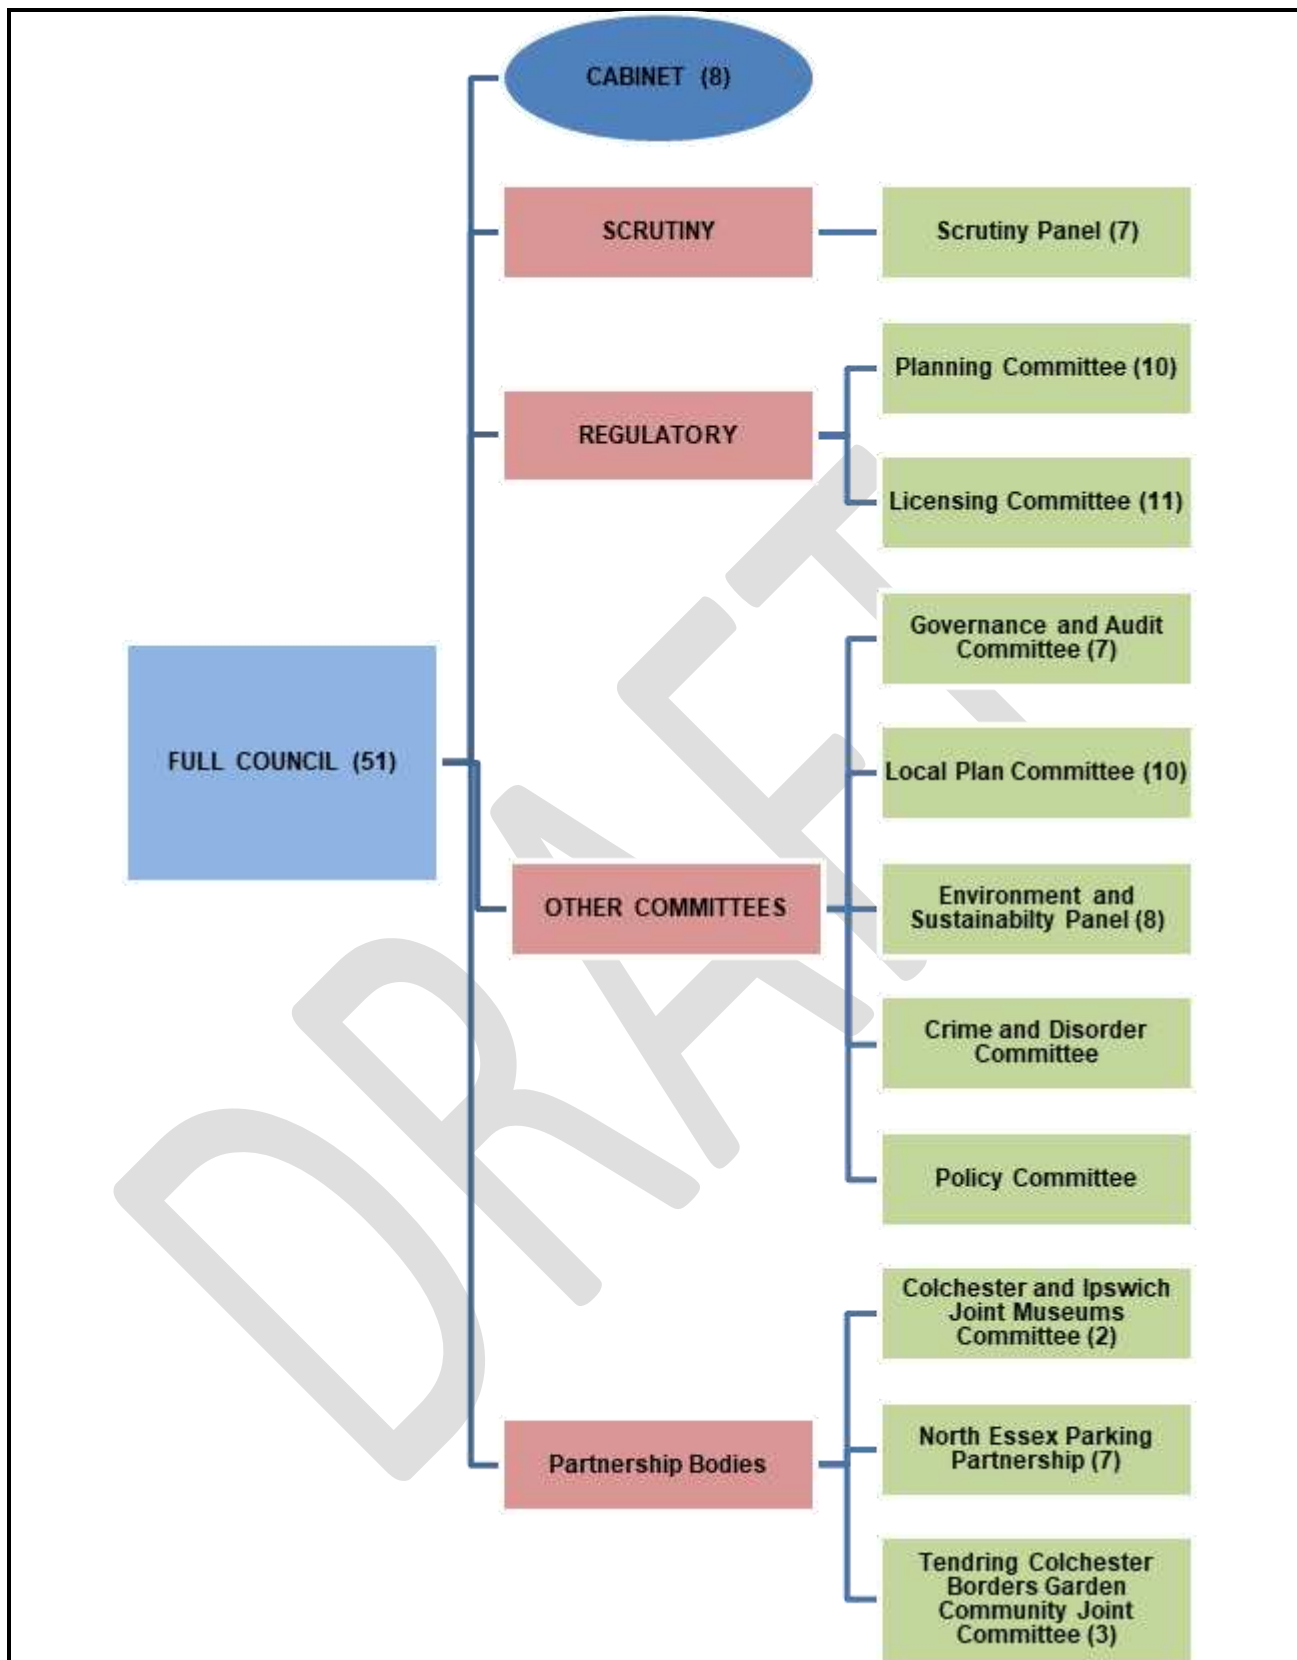 CABINET (8)
SCRUTINY
Scrutiny Panel (7)
REGULATORY
Planning Committee (10)
Licensing Committee (11)
FULL COUNCIL (51)
OTHER COMMITTEES
Governance and Audit
Committee (7)
Local Plan Committee (10)
Environment and
Sustainabilty Panel (8)
Crime and Disorder
Committee
Policy Committee
Partnership Bodies
Colchester and Ipswich
Joint Museums
Committee (2)
North Essex Parking
Partnership (7)
Tendring Colchester
Borders Garden
Community Joint
Committee (3)
DRAFT